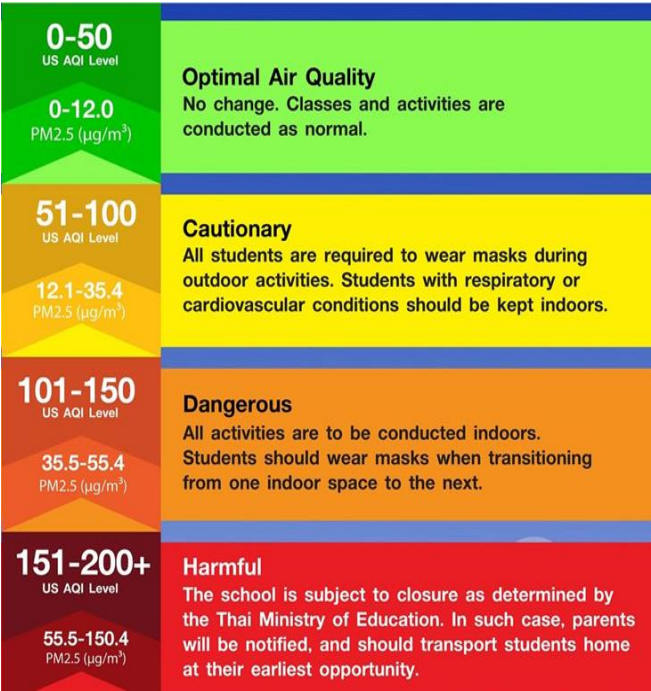 0-50
US AQI Level
0-12.0
PM2.5 (µg/m³)
Optimal Air Quality
No change. Classes and activities are
conducted as normal.
51-100
US AQI Level
12.1-35.4
PM2.5 (µg/m³)
Cautionary
All students are required to wear masks during
outdoor activities. Students with respiratory or
cardiovascular conditions should be kept indoors.
101-150
US AQI Level
35.5-55.4
PM2.5 (µg/m³)
Dangerous
All activities are to be conducted indoors.
Students should wear masks when transitioning
from one indoor space to the next.
151-200+
US AQI Level
55.5-150.4
PM2.5 (µg/m³)
Harmful
The school is subject to closure as determined by
the Thai Ministry of Education. In such case, parents
will be notified, and should transport students home
at their earliest opportunity.